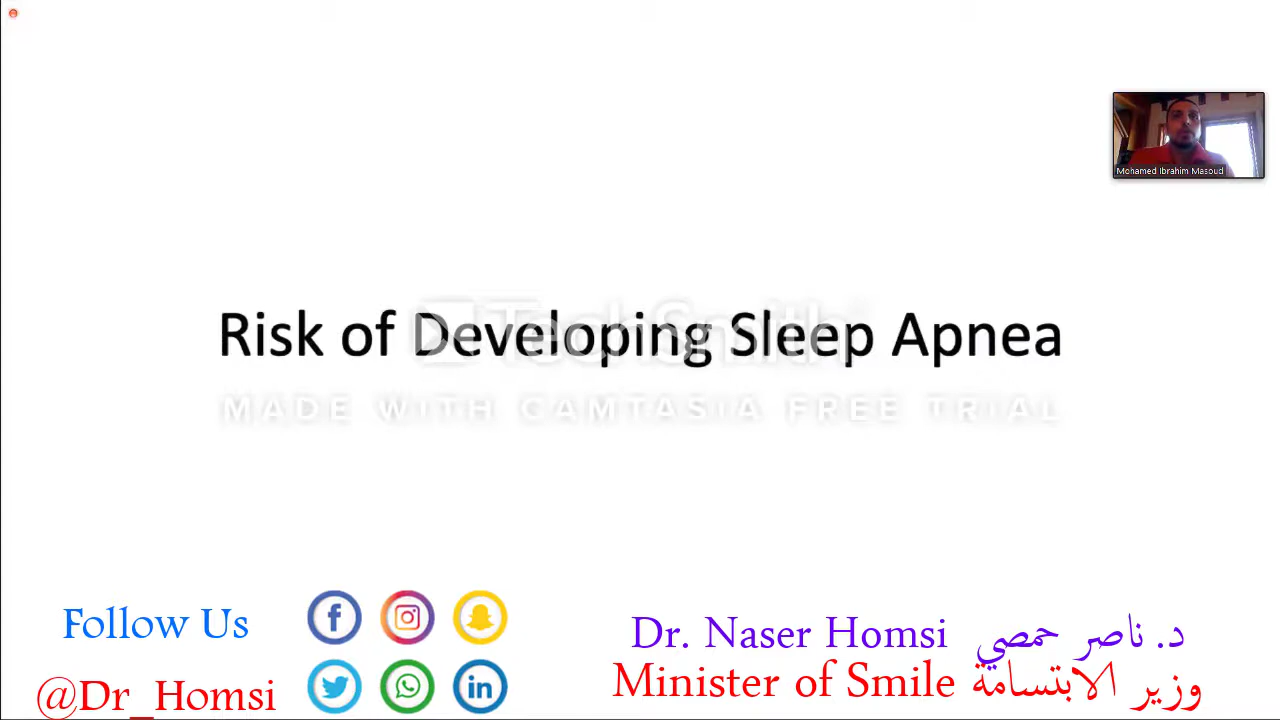 Mohamed Ibrahim Masoud
Risk of Developing Sleep Apnea
TechSmith
MADE WITH CAMTASIA FREE TRIAL
Follow Us
@Dr_Homsi
Dr. Naser Homsi د. ناصر حمصي
Minister of Smile وزير الابتسامة